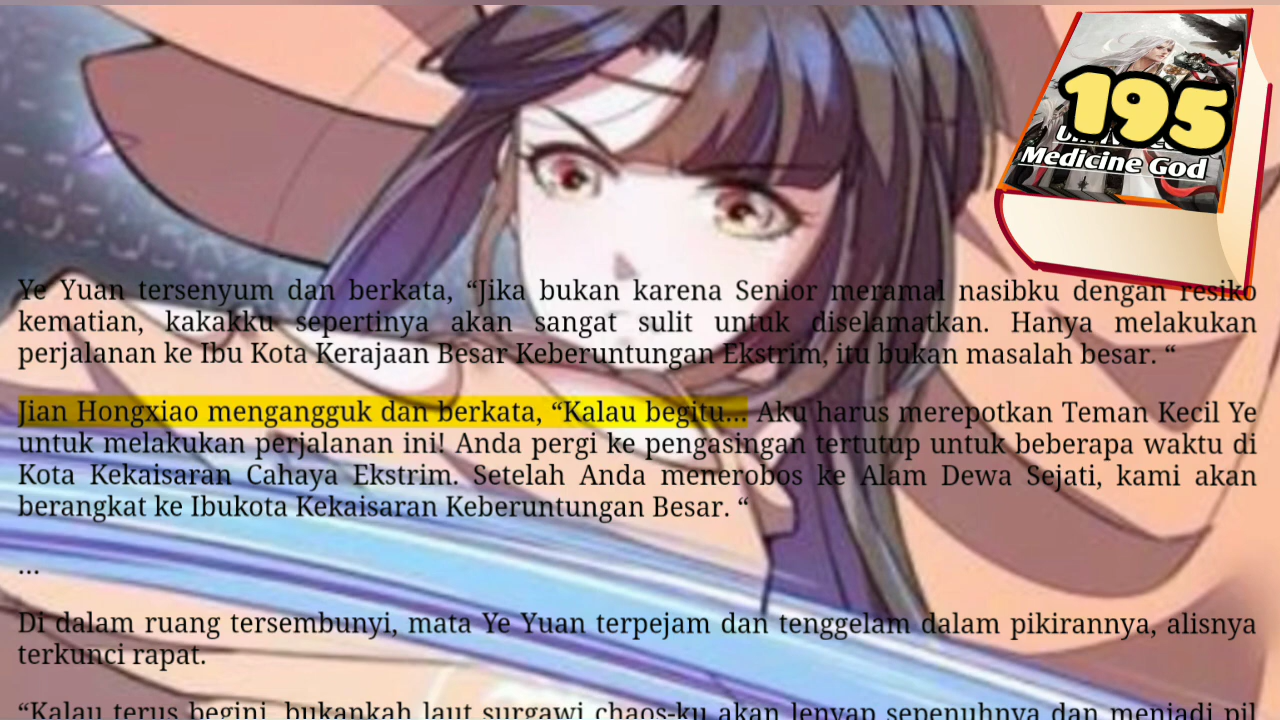 195
Medicine God
Ye Yuan tersenyum dan berkata, “Jika bukan karena Senior meramal nasibku dengan resiko
kematian, kakakku sepertinya akan sangat sulit untuk diselamatkan. Hanya melakukan
perjalanan ke Ibu Kota Kerajaan Besar Keberuntungan Ekstrim, itu bukan masalah besar. “
Jian Hongxiao mengangguk dan berkata, “Kalau begitu... Aku harus merepotkan Teman Kecil Ye
untuk melakukan perjalanan ini! Anda pergi ke pengasingan tertutup untuk beberapa waktu di
Kota Kekaisaran Cahaya Ekstrim. Setelah Anda menerobos ke Alam Dewa Sejati, kami akan
berangkat ke Ibukota Kekaisaran Keberuntungan Besar. “
...
Di dalam ruang tersembunyi, mata Ye Yuan terpejam dan tenggelam dalam pikirannya, alisnya
terkunci rapat.
“Kalau terus begini, bukankah laut surgawi chaos-ku akan lenyap sepenuhnya dan menjadi pil